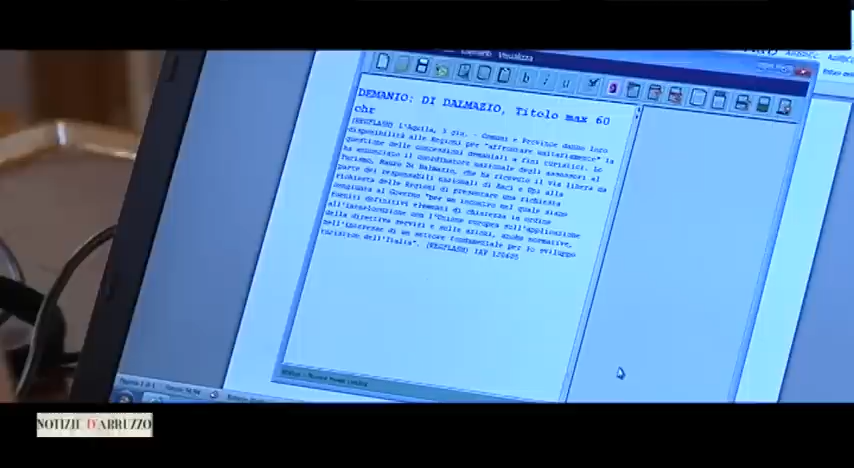 Visualizza
DEMANIO: DI DALMAZIO, Titolo max 60
chr
(REGFLASH) L'Aquila, 5 giu. - Comuni e Province danno loro
disponibilità alle Regioni per "affrontare unitariamente" la
questione delle concessioni demaniali a fini turistici. Lo
ha annunciato il coordinatore nazionale degli assessori al
Turismo, Mauro Di Dalmazio, che ha ricevuto il via libera da
parte dei responsabili nazionali di Anci e Upi alla
richiesta delle Regioni di presentare una richiesta
congiunta al Governo "per un incontro nel quale siano
forniti definitivi elementi di chiarezza in ordine
all'interlocuzione con l'Unione europea sull'applicazione
della direttiva servizi e sulle azioni, anche normative,
nell'interesse di un settore fondamentale per lo sviluppo
turistico dell'Italia". (REGFLASH) IAV 120605
NOTIZIE D'ABRUZZO